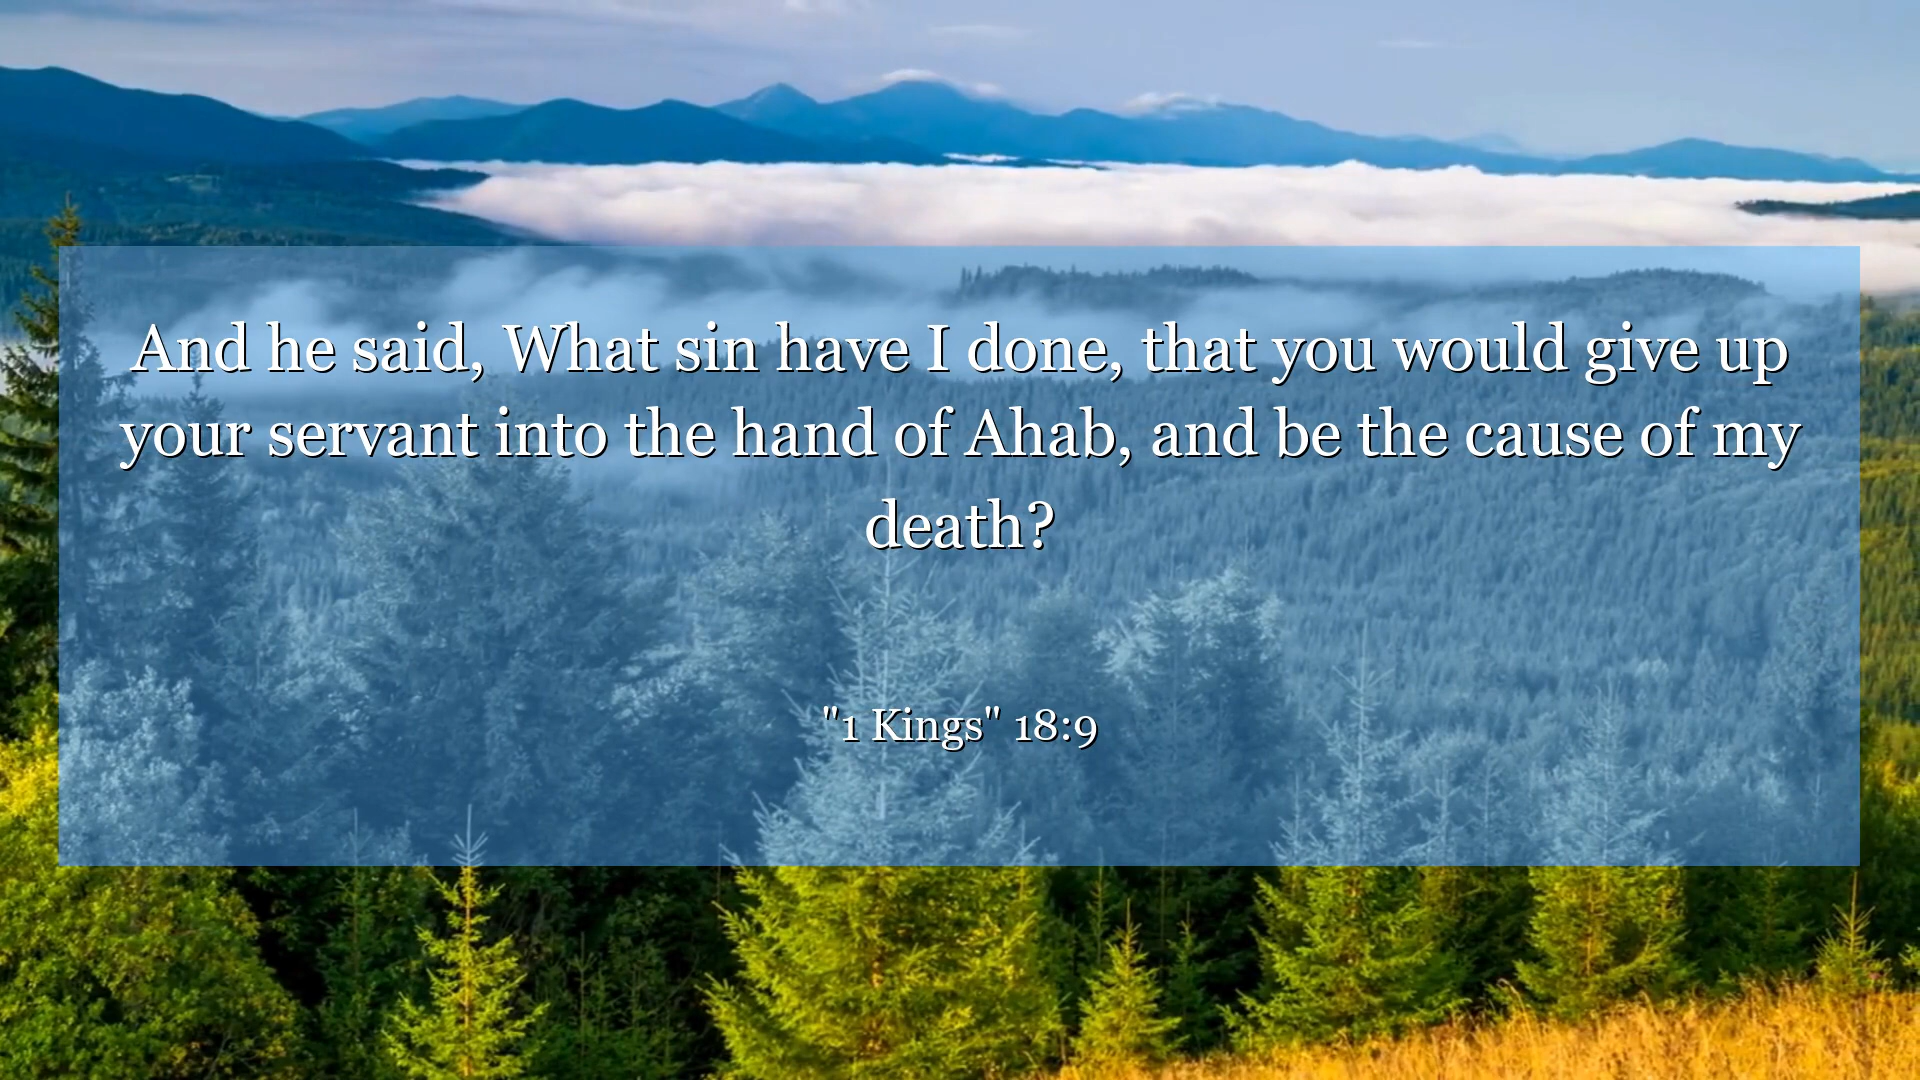 And he said, What sin have I done, that you would give up
your servant into the hand of Ahab, and be the cause of my
death?
"1 Kings" 18:9